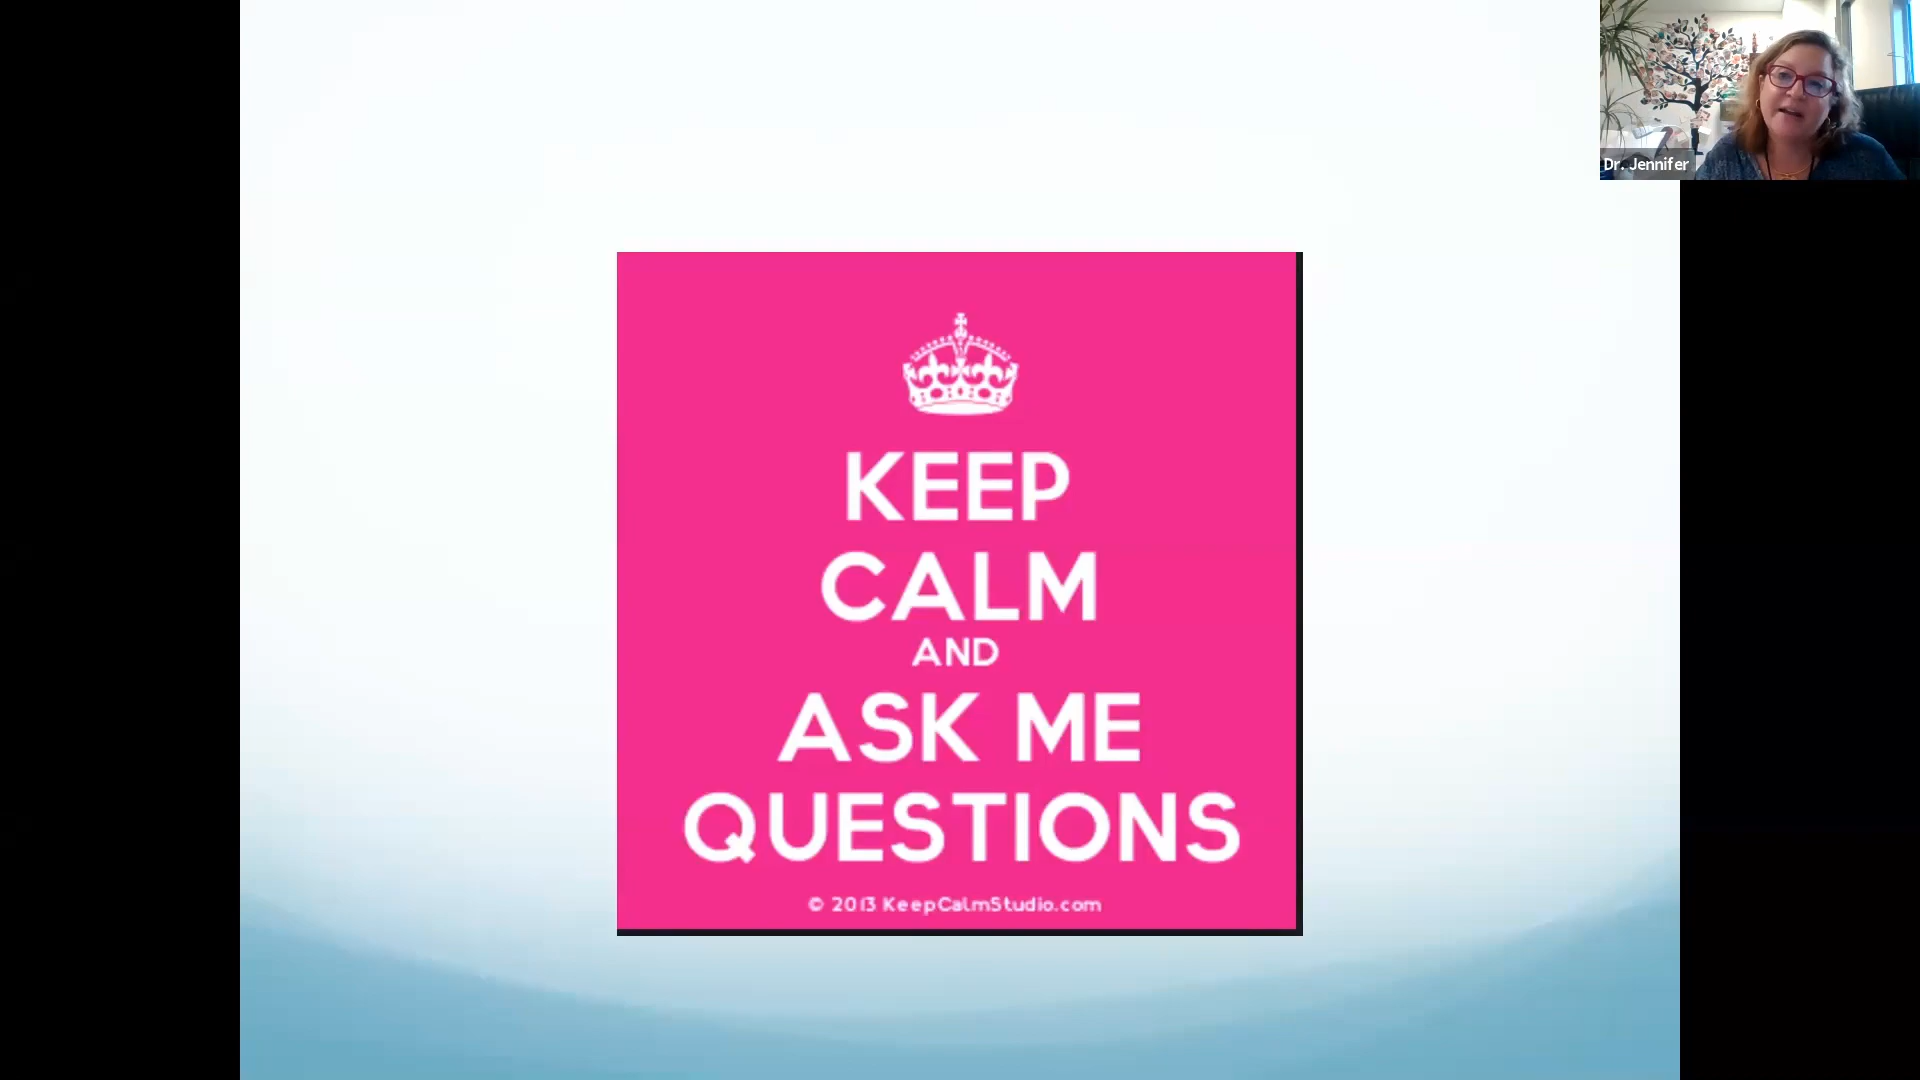 Dr. Jennifer
KEEP
CALM
AND
ASK ME
QUESTIONS
© 2013 KeepCalmStudio.com